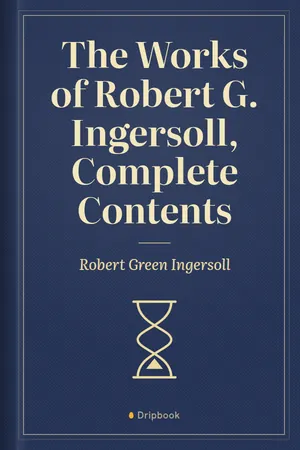 The Works
of Robert G.
Ingersoll,
Complete
Contents
Robert Green Ingersoll
Dripbook